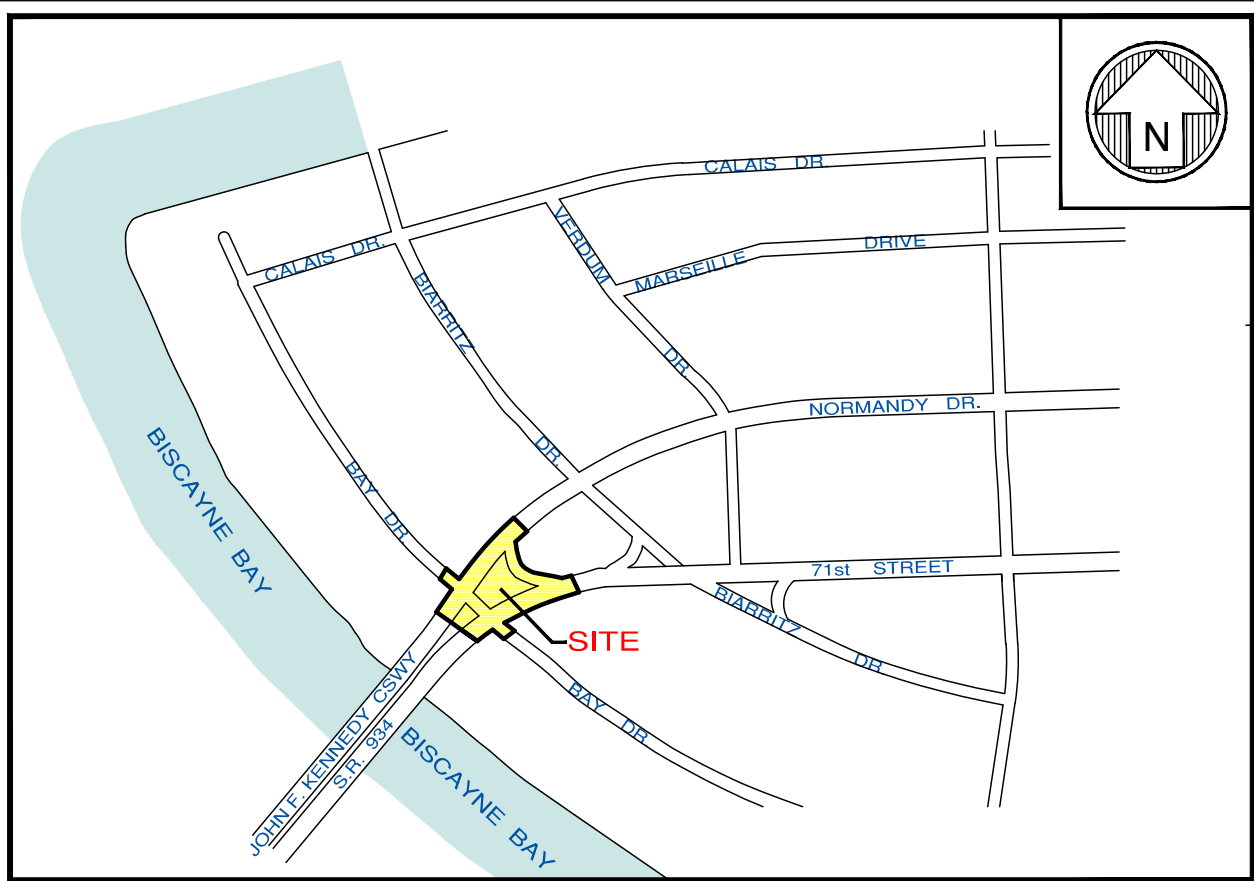 N
CALAIS DR.
VERDUM
DRIVE
CALAIS DR.
MARSEILLE
BIARRITZ
DR.
NORMANDY DR.
BISCAYNE BAY
BAY DR.
DR.
71st STREET
BIARRITZ
SITE
DR
JOHN F. KENNEDY CSWY
S.R. 934
BAY DR
BISCAYNE BAY